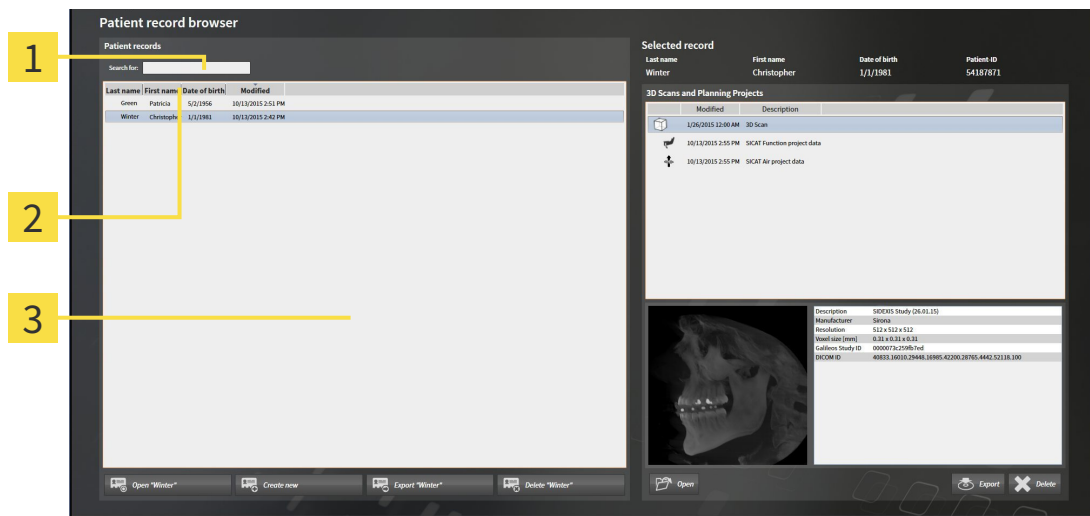 Patient record browser
Patient records
Search for:
Last name First name Date of birth Modified
Green Patricia 5/2/1956 10/13/2015 2:51 PM
Winter Christophe 1/1/1981 10/13/2015 2:42 PM
1
2
3
Open "Winter" Create new Export "Winter" Delete "Winter"
Selected record
Last name First name Date of birth Patient-ID
Winter Christopher 1/1/1981 54187871
3D Scans and Planning Projects
Modified Description
1/26/2015 12:00 AM 3D Scan
10/13/2015 2:55 PM SICAT Function project data
10/13/2015 2:55 PM SICAT Air project data
Description SIDEXIS Study (26.01.15)
Manufacturer Sirona
Resolution 512 x 512 x 512
Voxel size [mm] 0.31 x 0.31 x 0.31
Galileos Study ID 0000073c259fb7ed
DICOM ID 40833.16010.29448.16985.42200.28765.4442.52118.100
Open Export Delete